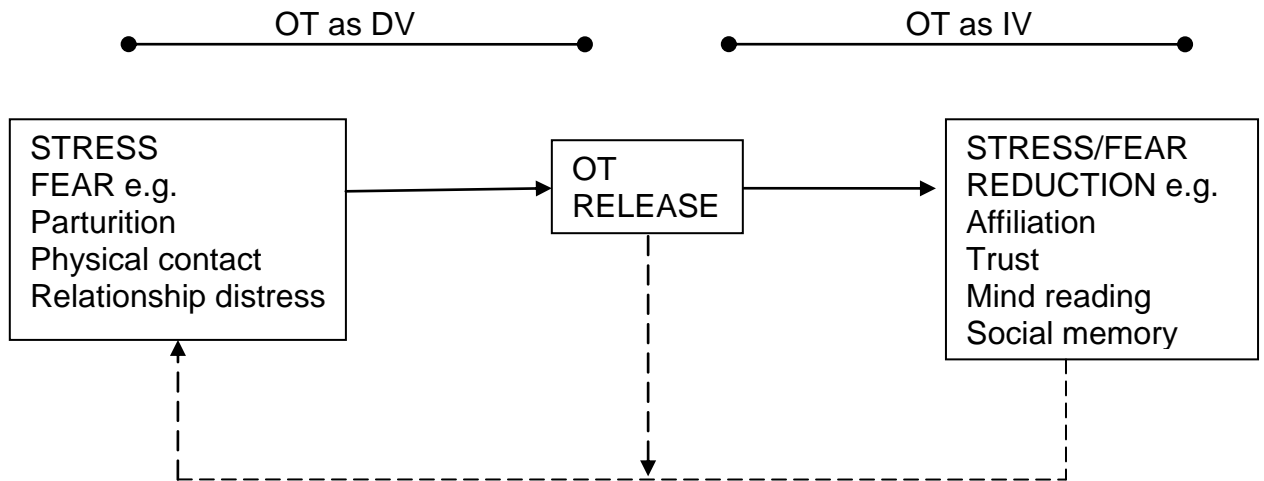 OT as DV
OT as IV
STRESS
FEAR e.g.
Parturition
Physical contact
Relationship distress
OT
RELEASE
STRESS/FEAR
REDUCTION e.g.
Affiliation
Trust
Mind reading
Social memory